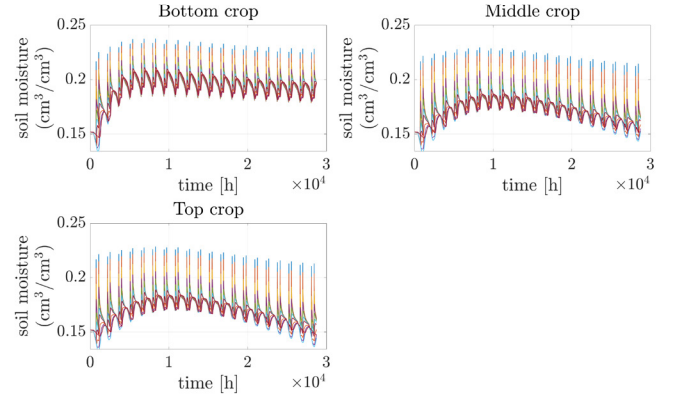 Bottom crop
soil moisture
(cm³/cm³)
0.25
0.2
0.15
0
1
2
3
time [h]
×10⁴
Middle crop
soil moisture
(cm³/cm³)
0.25
0.2
0.15
0
1
2
3
time [h]
×10⁴
Top crop
soil moisture
(cm³/cm³)
0.25
0.2
0.15
0
1
2
3
time [h]
×10⁴